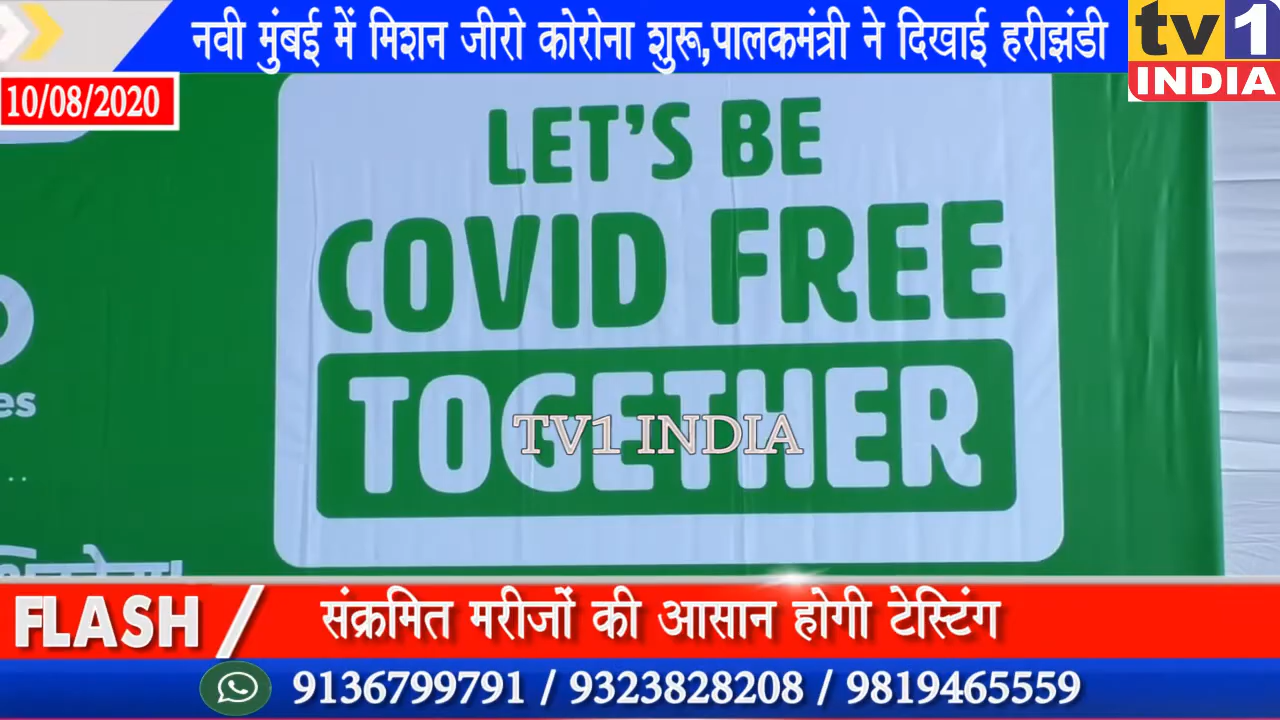 नवी मुंबई में मिशन जीरो कोरोना शुरू,पालकमंत्री ने दिखाई हरीझंडी
tv1
INDIA
10/08/2020
LET'S BE
COVID FREE
TOGETHER
TV1 INDIA
es
..
FLASH / संक्रमित मरीजों की आसान होगी टेस्टिंग
9136799791 / 9323828208 / 9819465559